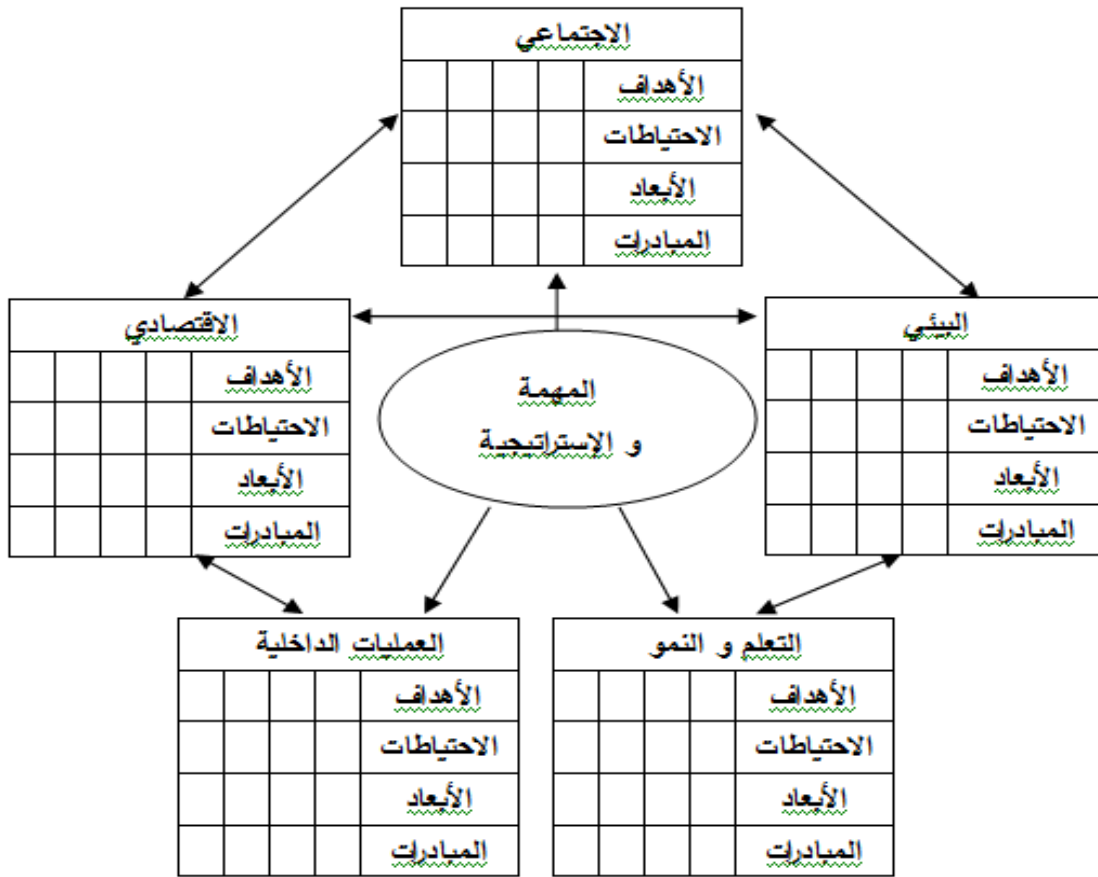 الاجتماعي
الأهداف
الاحتياطات
الأبعاد
المبادرات
البيئي
الأهداف
الاحتياطات
الأبعاد
المبادرات
المهمة
و الإستراتيجية
الاقتصادي
الأهداف
الاحتياطات
الأبعاد
المبادرات
التعلم و النمو
الأهداف
الاحتياطات
الأبعاد
المبادرات
العمليات الداخلية
الأهداف
الاحتياطات
الأبعاد
المبادرات